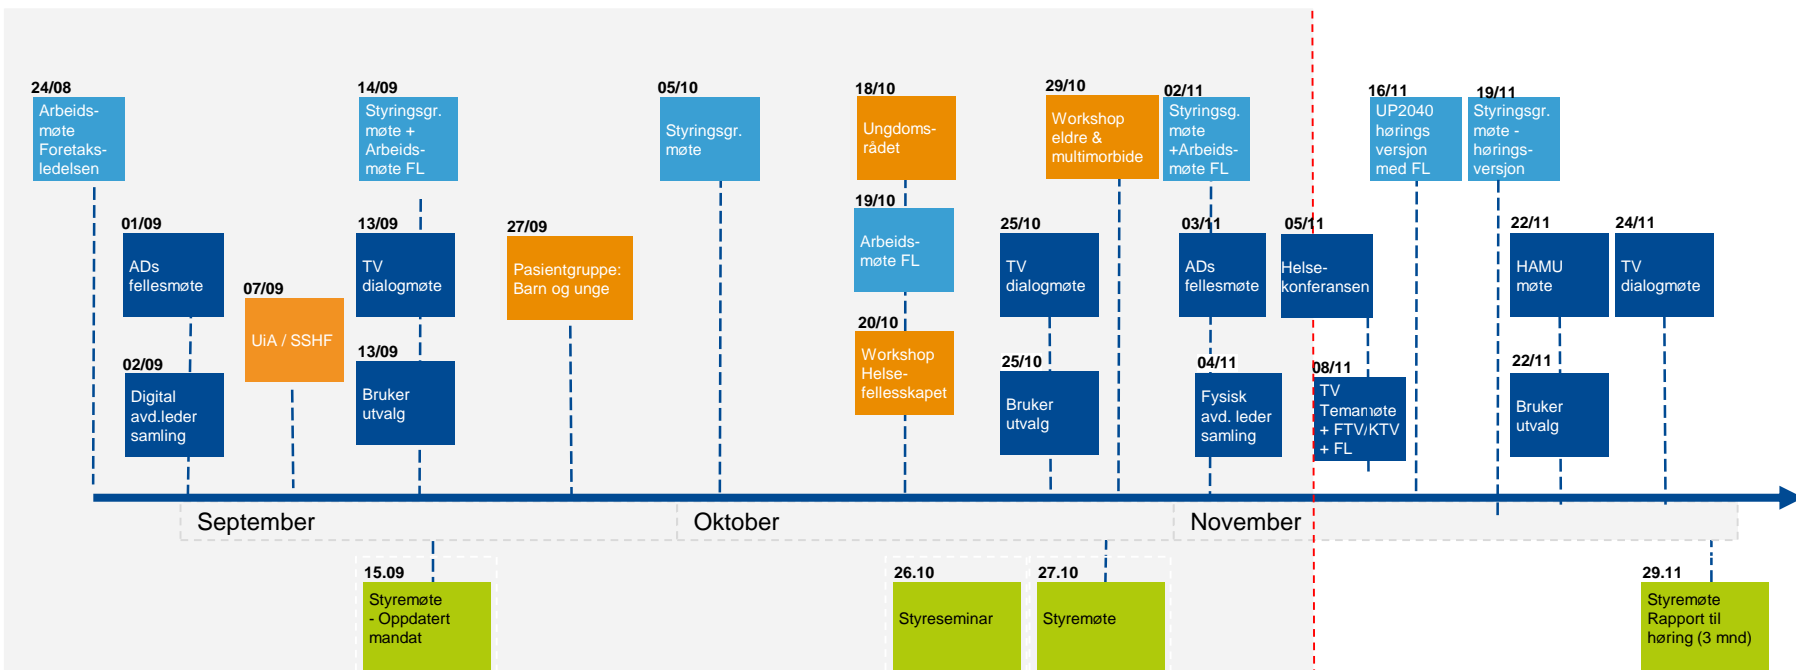 24/08
Arbeids-
møte
Foretaks-
ledelsen
14/09
Styringsgr.
møte +
Arbeids-
møte FL
05/10
Styringsgr.
møte
18/10
Ungdoms-
rådet
29/10
Workshop
eldre &
multimorbide
02/11
Styringsg.
møte
+Arbeids-
møte FL
16/11
UP2040
hørings
versjon
med FL
19/11
Styringsgr.
møte -
hørings-
versjon
01/09
ADs
fellesmøte
07/09
UiA / SSHF
13/09
TV
dialogmøte
27/09
Pasientgruppe:
Barn og unge
19/10
Arbeids-
møte FL
25/10
TV
dialogmøte
03/11
ADs
fellesmøte
05/11
Helse-
konferansen
22/11
HAMU
møte
24/11
TV
dialogmøte
02/09
Digital
avd.leder
samling
13/09
Bruker
utvalg
20/10
Workshop
Helse-
fellesskapet
25/10
Bruker
utvalg
04/11
Fysisk
avd. leder
samling
08/11
TV
Temamøte
+ FTV/KTV
+ FL
22/11
Bruker
utvalg
September
Oktober
November
15.09
Styremøte
- Oppdatert
mandat
26.10
Styreseminar
27.10
Styremøte
29.11
Styremøte
Rapport til
høring (3 mnd)